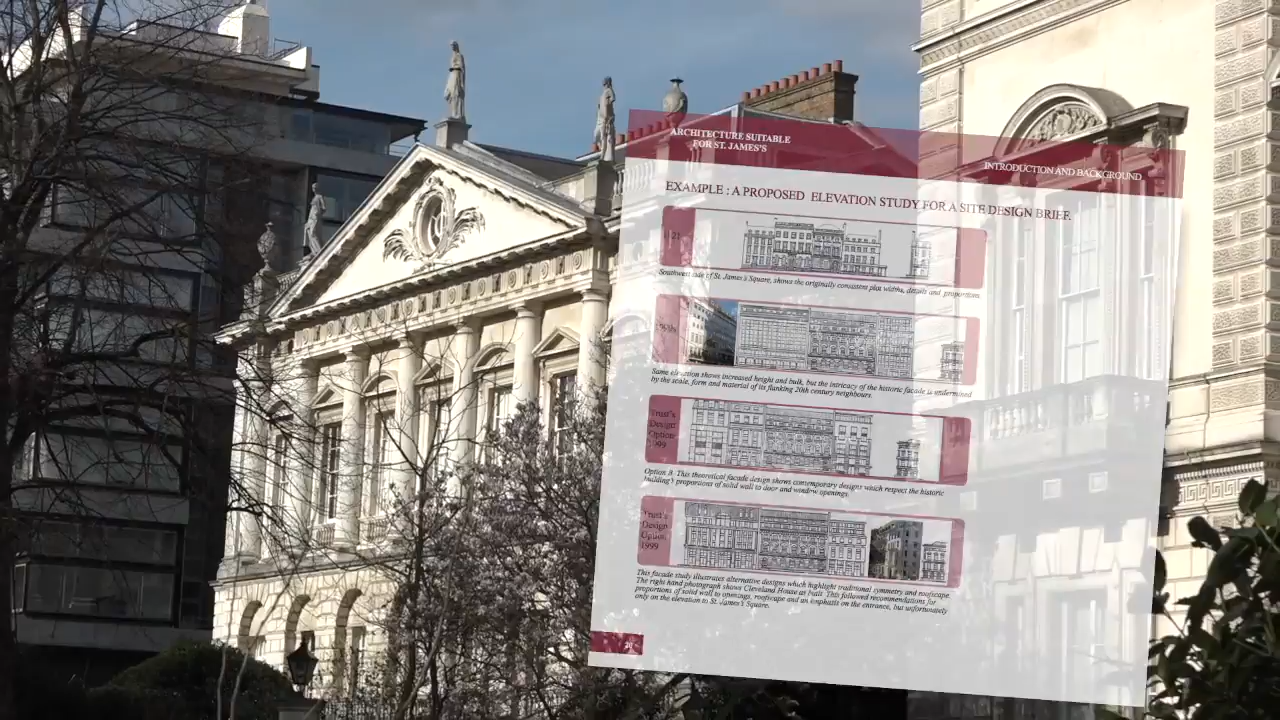 ARCHITECTURE SUITABLE
FOR ST. JAMES'S
INTRODUCTION AND BACKGROUND
EXAMPLE : A PROPOSED ELEVATION STUDY FOR A SITE DESIGN BRIEF.
Southwest side of St. James's Square, shows the originally consistent plot widths, details and proportions
Same elevation shows increased height and bulk, but the intricacy of the historic facade is undermined
by the scale, form and material of its flanking 20th century neighbours.
Trust's
Design
Option
1999
Option B. This theoretical facade design shows contemporary designs which respect the historic
building's proportions of solid wall to door and window openings.
Trust's
Design
Option
1999
This facade study illustrates alternative designs which highlight traditional symmetry and roofscape.
The right hand photograph shows Cleveland House as built. This followed recommendations for
proportions of solid wall to openings, roofscape and an emphasis on the entrance, but unfortunately
only on the elevation to St. James's Square.